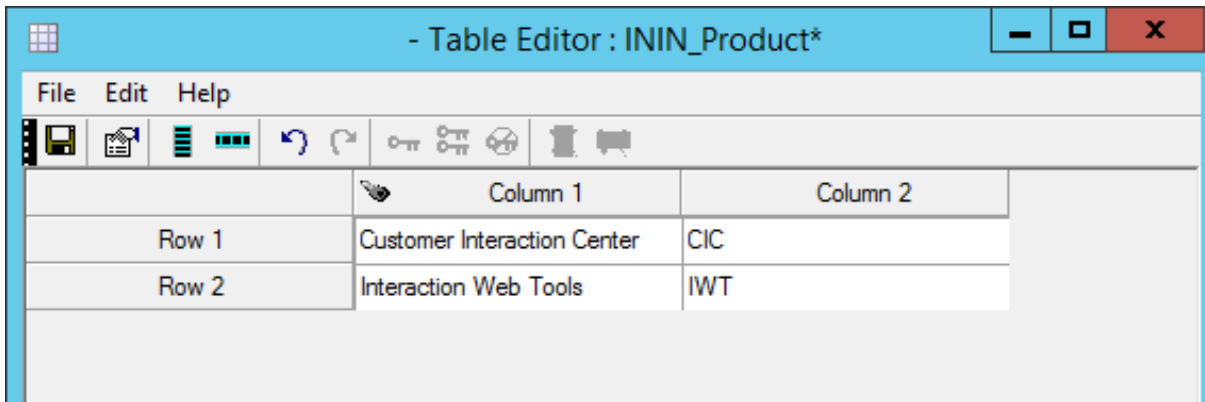 - Table Editor : ININ_Product*
File Edit Help
Column 1 Column 2
Row 1 Customer Interaction Center CIC
Row 2 Interaction Web Tools IWT